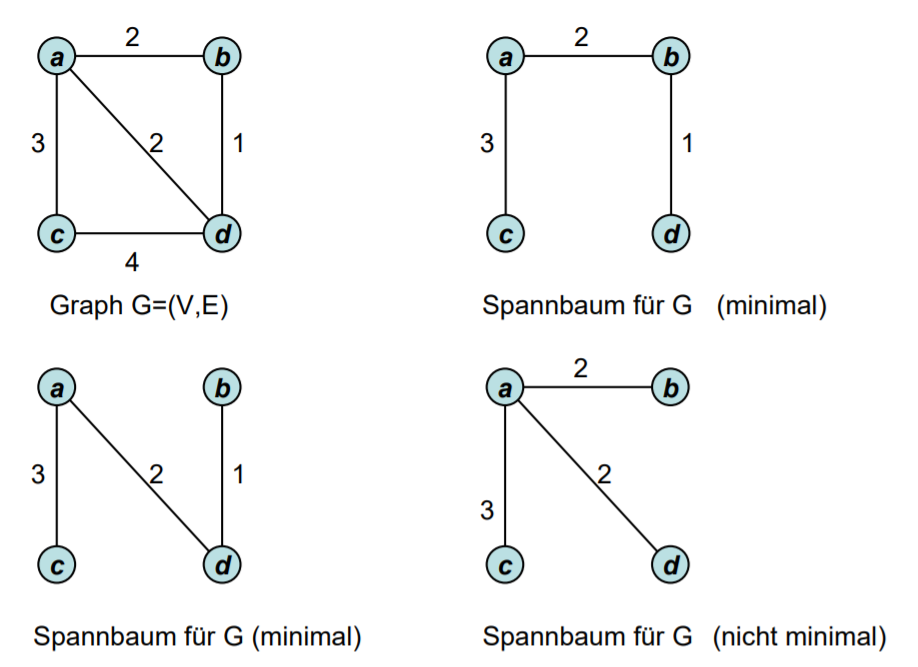 2 2
a b a b
3 2 1 3 1
c d c d
4
Graph G=(V,E) Spannbaum für G (minimal)
2
a b a b
3 2 1 2
3
c d c d
Spannbaum für G (minimal) Spannbaum für G (nicht minimal)